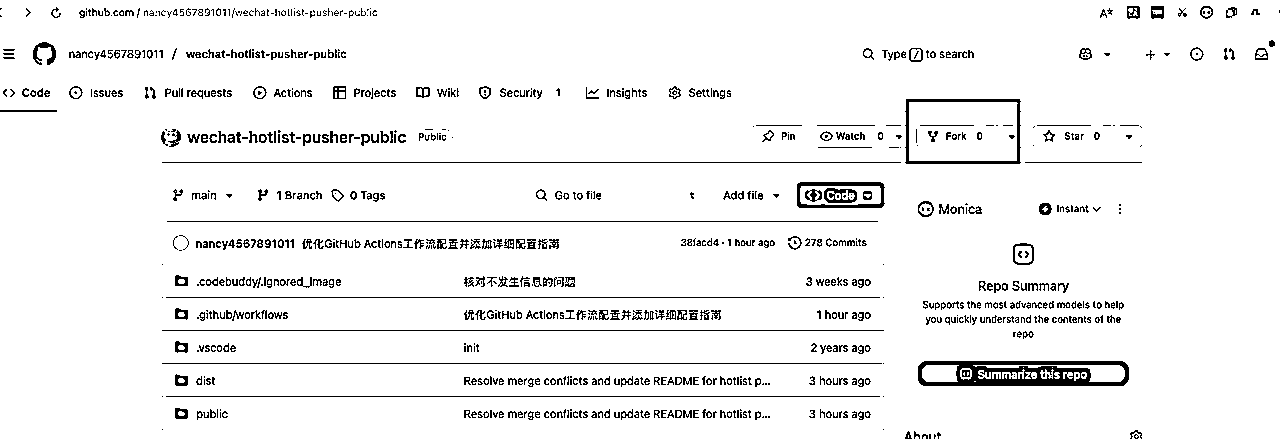 github.com / nancy4567891011/wechat-hotlist-pusher-public
nancy4567891011 / wechat-hotlist-pusher-public
Type / to search
Code Issues Pull requests Actions Projects Wiki Security 1 Insights Settings
wechat-hotlist-pusher-public Public
Pin Watch 0 Fork 0 Star 0
main 1 Branch 0 Tags Go to file t Add file Code
Monica Instant
nancy4567891011 优化GitHub Actions工作流配置并添加详细配置指南 38facd4 · 1 hour ago 278 Commits
.codebuddy/.ignored_image 核对不发生信息的问题 3 weeks ago
.github/workflows 优化GitHub Actions工作流配置并添加详细配置指南 1 hour ago
.vscode init 2 years ago
dist Resolve merge conflicts and update README for hotlist p... 3 hours ago
public Resolve merge conflicts and update README for hotlist p... 3 hours ago
Repo Summary
Supports the most advanced models to help
you quickly understand the contents of the
repo
Summarize this repo
About